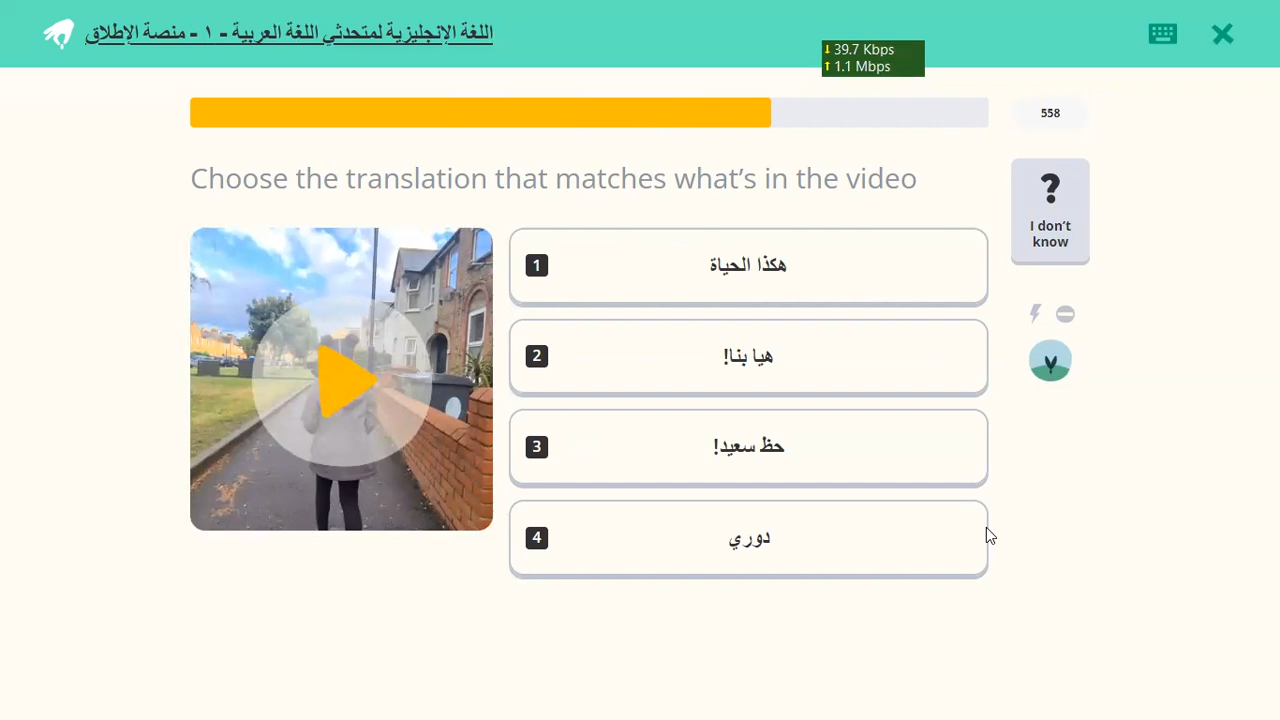 اللغة الإنجليزية لمتحدثي اللغة العربية - ١ - منصة الإطلاق
↓ 39.7 Kbps
↑ 1.1 Mbps
558
Choose the translation that matches what's in the video
? I don't
know
1 هكذا الحياة
2 هيا بنا!
3 حظ سعيد!
4 دوري